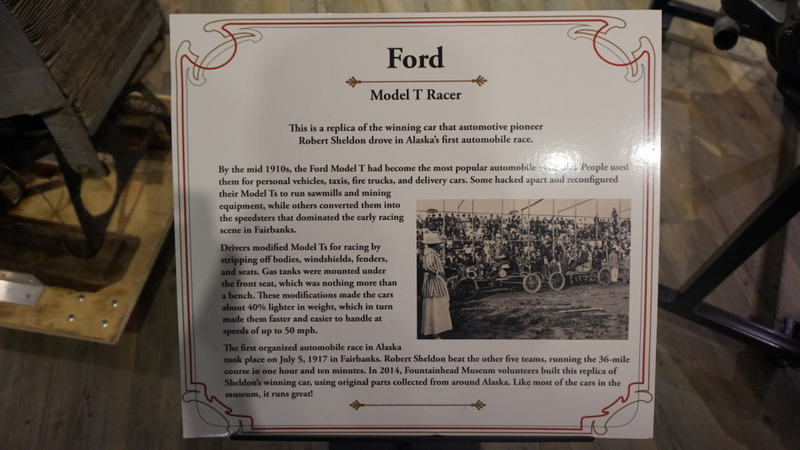 Ford
Model T Racer
This is a replica of the winning car that automotive pioneer
Robert Sheldon drove in Alaska's first automobile race.
By the mid 1910s, the Ford Model T had become the most popular automobile People used
them for personal vehicles, taxis, fire trucks, and delivery cars. Some hacked apart and reconfigured
their Model Ts to run sawmills and mining
equipment, while others converted them into
the speedsters that dominated the early racing
scene in Fairbanks.
Drivers modified Model Ts for racing by
stripping off bodies, windshields, fenders,
and seats. Gas tanks were mounted under
the front seat, which was nothing more than
a bench. These modifications made the cars
about 40% lighter in weight, which in turn
made them faster and easier to handle at
speeds of up to 50 mph.
The first organized automobile race in Alaska
took place on July 5, 1917 in Fairbanks. Robert Sheldon beat the other five teams, running the 36-mile
course in one hour and ten minutes. In 2014, Fountainhead Museum volunteers built this replica of
Sheldon's winning car, using original parts collected from around Alaska. Like most of the cars in the
museum, it runs great!